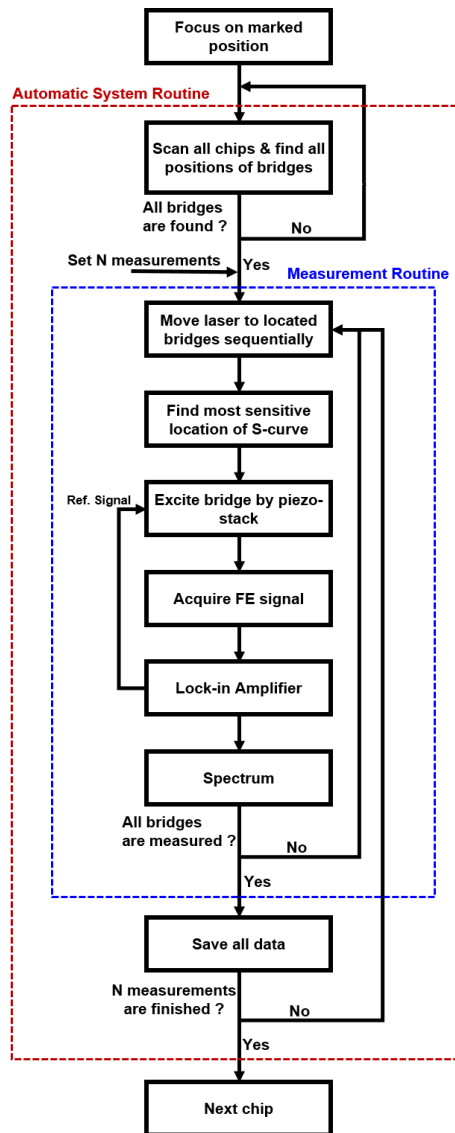 Focus on marked
position
Automatic System Routine
Scan all chips & find all
positions of bridges
All bridges
are found ?
No
Yes
Set N measurements
Measurement Routine
Move laser to located
bridges sequentially
Find most sensitive
location of S-curve
Ref. Signal
Excite bridge by piezo-
stack
Acquire FE signal
Lock-in Amplifier
Spectrum
All bridges
are measured ?
No
Yes
Save all data
N measurements
are finished ?
No
Yes
Next chip